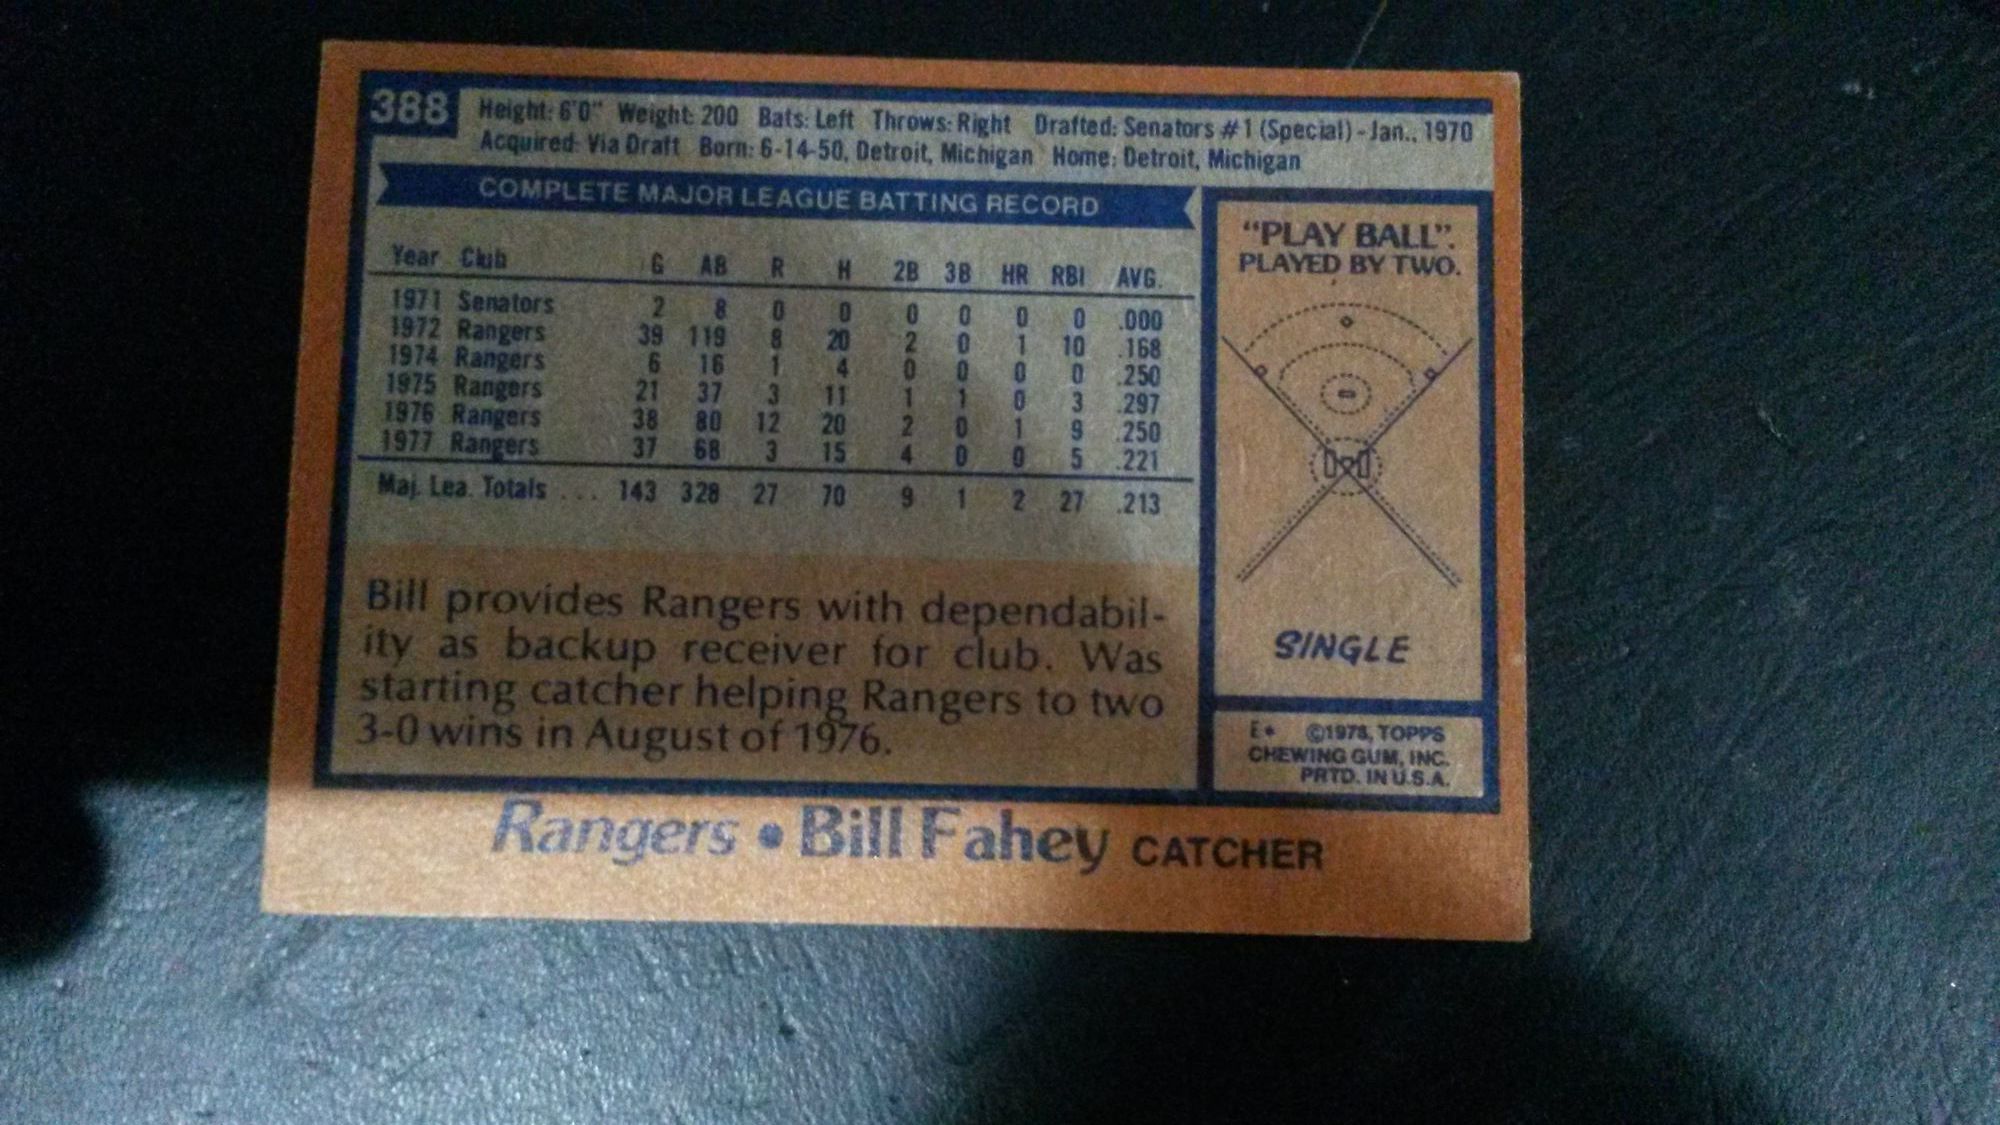 388
Height: 6'0" Weight: 200 Bats: Left Throws: Right Drafted: Senators #1 (Special) - Jan., 1970
Acquired: Via Draft Born: 6-14-50, Detroit, Michigan Home: Detroit, Michigan
COMPLETE MAJOR LEAGUE BATTING RECORD
Year Club G AB R H 2B 3B HR RBI AVG.
1971 Senators 2 8 0 0 0 0 0 0 .000
1972 Rangers 39 119 8 20 2 0 1 10 .168
1974 Rangers 6 16 1 4 0 0 0 0 .250
1975 Rangers 21 37 3 11 1 1 0 3 .297
1976 Rangers 38 80 12 20 2 0 1 9 .250
1977 Rangers 37 68 3 15 4 0 0 5 .221
Maj. Lea. Totals ... 143 328 27 70 9 1 2 27 .213
Bill provides Rangers with dependabil-
ity as backup receiver for club. Was
starting catcher helping Rangers to two
3-0 wins in August of 1976.
"PLAY BALL".
PLAYED BY TWO.
SINGLE
E* ©1978, TOPPS
CHEWING GUM, INC.
PRTD. IN U.S.A.
Rangers • Bill Fahey CATCHER